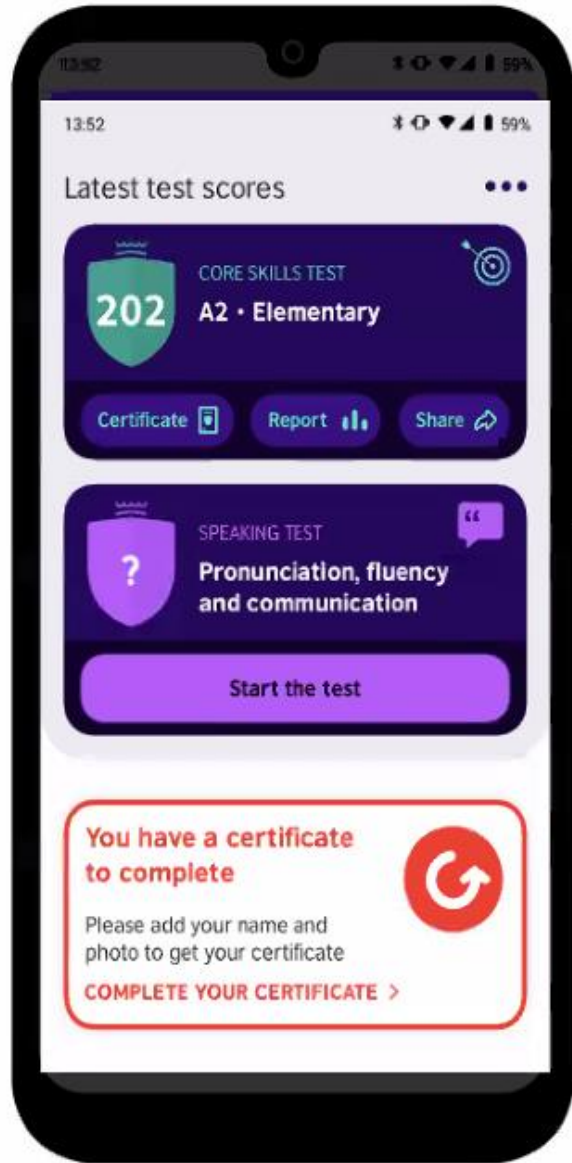 13:52 59%
13:52 59%
Latest test scores
202
CORE SKILLS TEST
A2 • Elementary
Certificate Report Share
?
SPEAKING TEST
“
Pronunciation, fluency
and communication
Start the test
You have a certificate
to complete
Please add your name and
photo to get your certificate
COMPLETE YOUR CERTIFICATE >